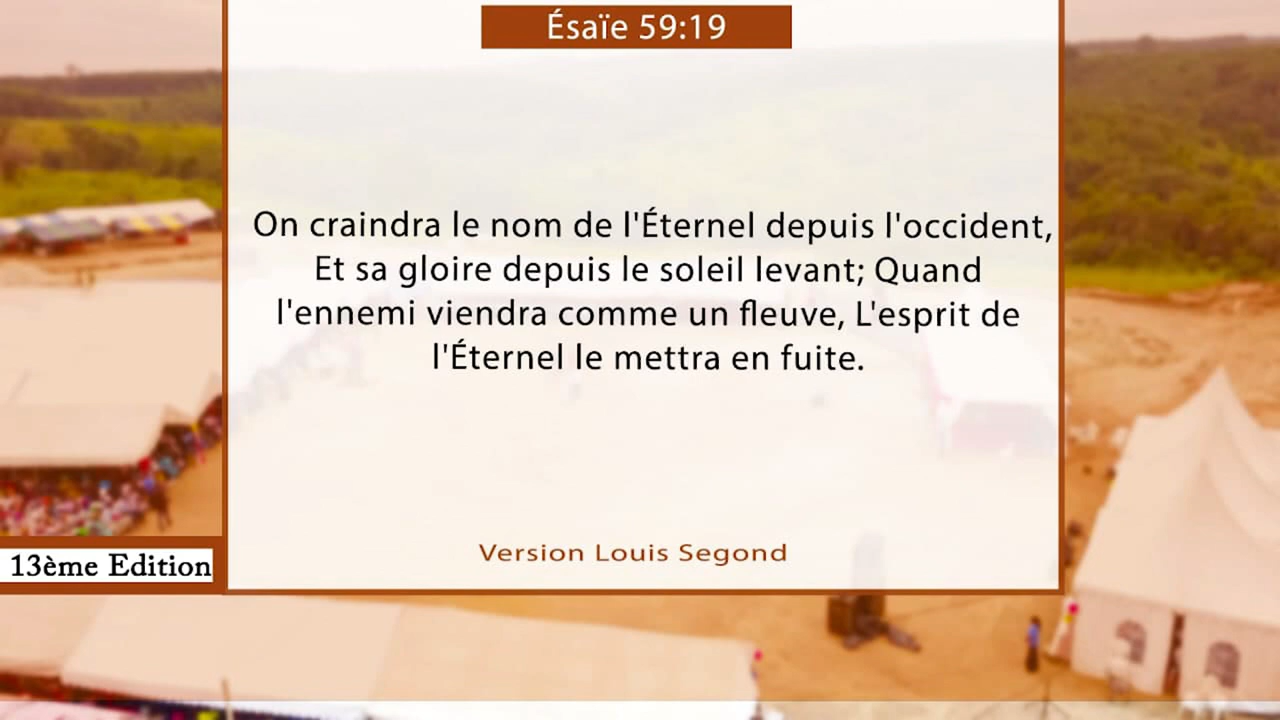 Ésaïe 59:19
On craindra le nom de l'Éternel depuis l'occident,
Et sa gloire depuis le soleil levant; Quand
l'ennemi viendra comme un fleuve, L'esprit de
l'Éternel le mettra en fuite.
Version Louis Segond
13ème Edition